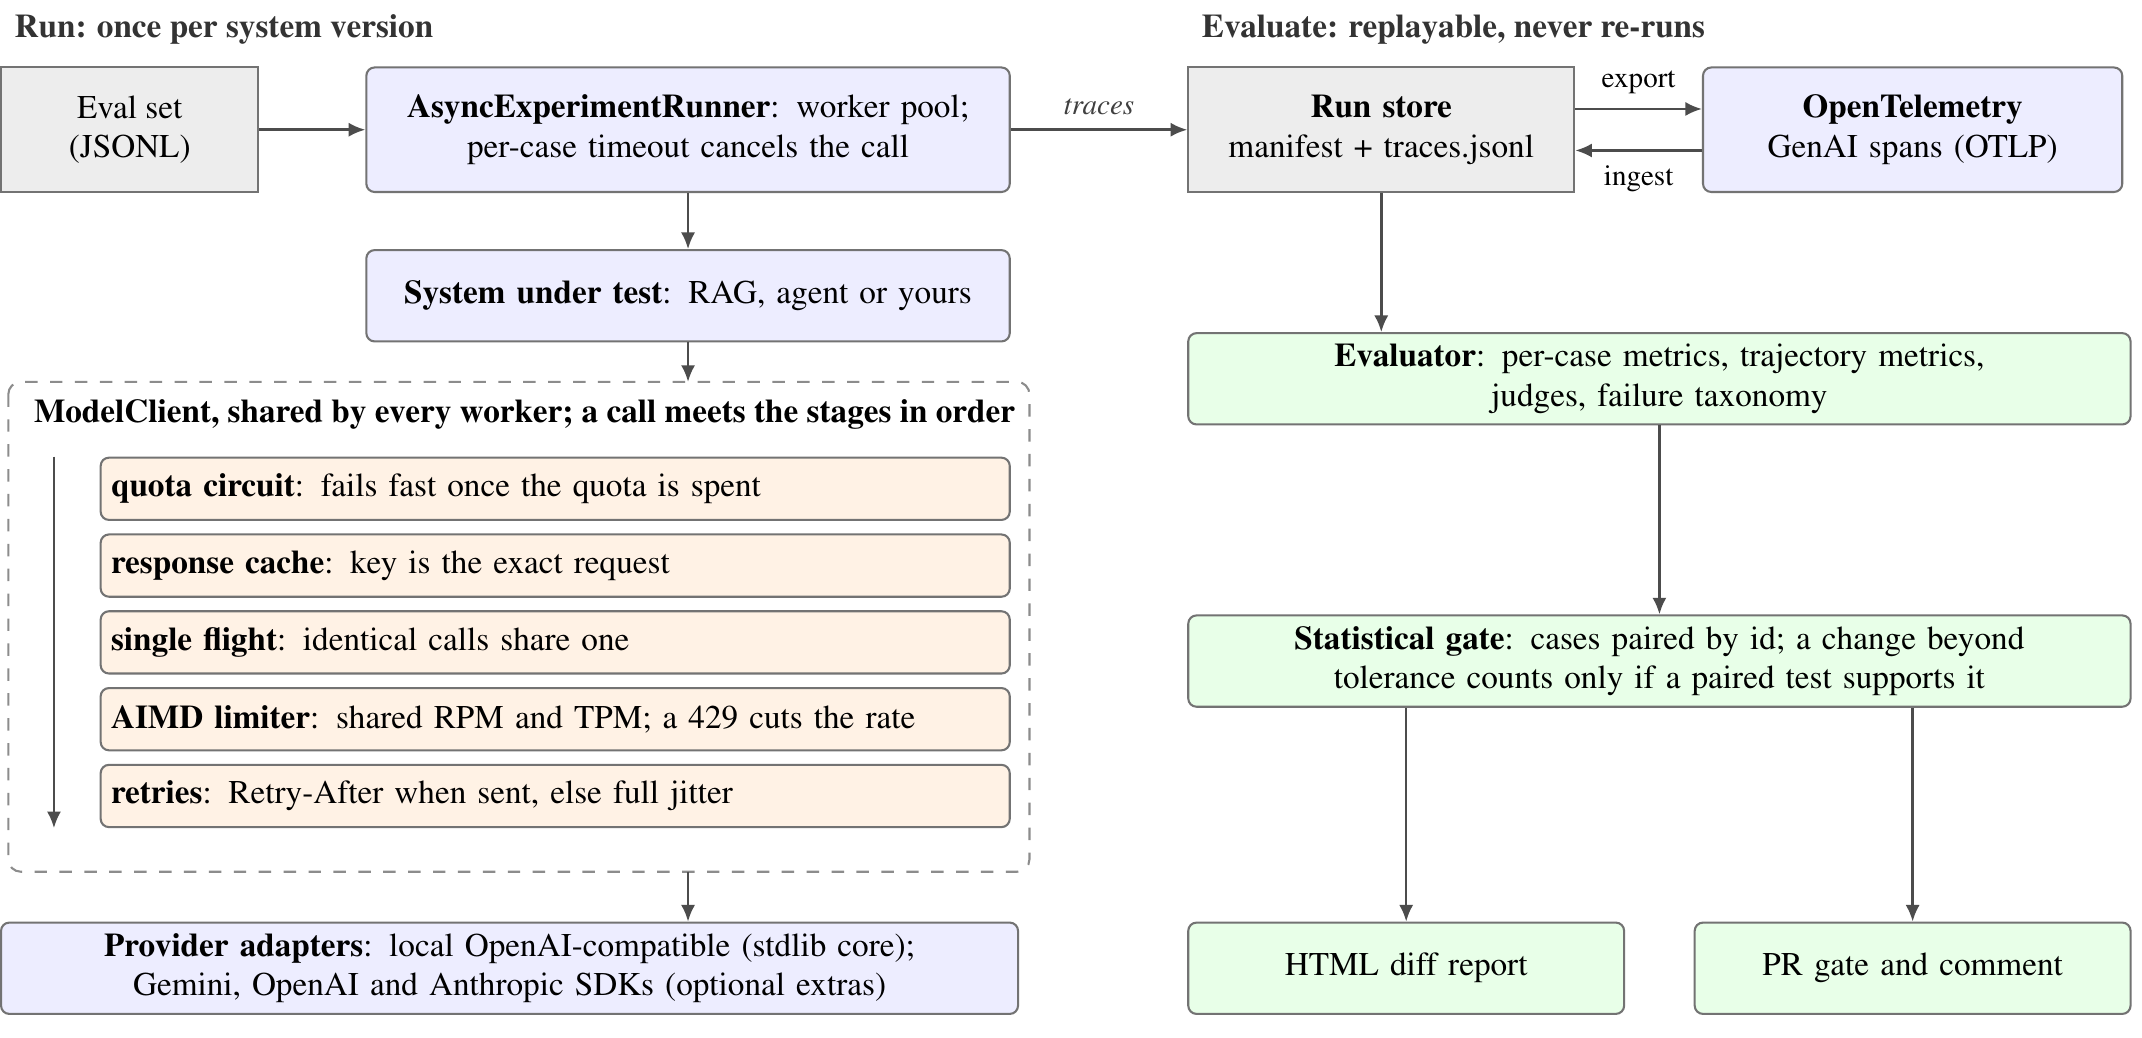 Run: once per system version
Eval set
(JSONL)
AsyncExperimentRunner: worker pool;
per-case timeout cancels the call
traces
System under test: RAG, agent or yours
ModelClient, shared by every worker; a call meets the stages in order
quota circuit: fails fast once the quota is spent
response cache: key is the exact request
single flight: identical calls share one
AIMD limiter: shared RPM and TPM; a 429 cuts the rate
retries: Retry-After when sent, else full jitter
Provider adapters: local OpenAI-compatible (stdlib core);
Gemini, OpenAI and Anthropic SDKs (optional extras)
Evaluate: replayable, never re-runs
Run store
manifest + traces.jsonl
export
ingest
OpenTelemetry
GenAI spans (OTLP)
Evaluator: per-case metrics, trajectory metrics,
judges, failure taxonomy
Statistical gate: cases paired by id; a change beyond
tolerance counts only if a paired test supports it
HTML diff report
PR gate and comment